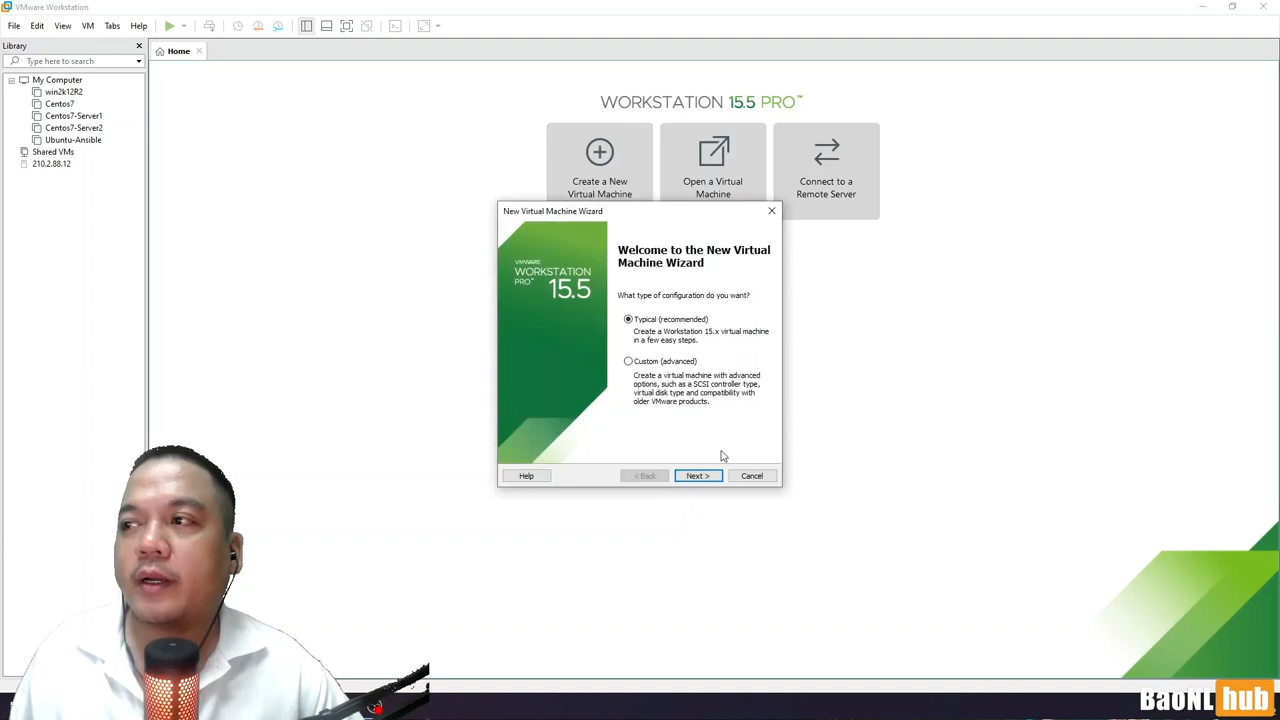 VMware Workstation
File Edit View VM Tabs Help
Library
Type here to search
My Computer
win2k12R2
Centos7
Centos7-Server1
Centos7-Server2
Ubuntu-Ansible
Shared VMs
210.2.88.12
Home
WORKSTATION 15.5 PRO™
Create a New
Virtual Machine
Open a Virtual
Machine
Connect to a
Remote Server
New Virtual Machine Wizard
VMWARE
WORKSTATION
PRO™ 15.5
Welcome to the New Virtual
Machine Wizard
What type of configuration do you want?
Typical (recommended)
Create a Workstation 15.x virtual machine
in a few easy steps.
Custom (advanced)
Create a virtual machine with advanced
options, such as a SCSI controller type,
virtual disk type and compatibility with
older VMware products.
Help < Back Next > Cancel
BaoNL hub